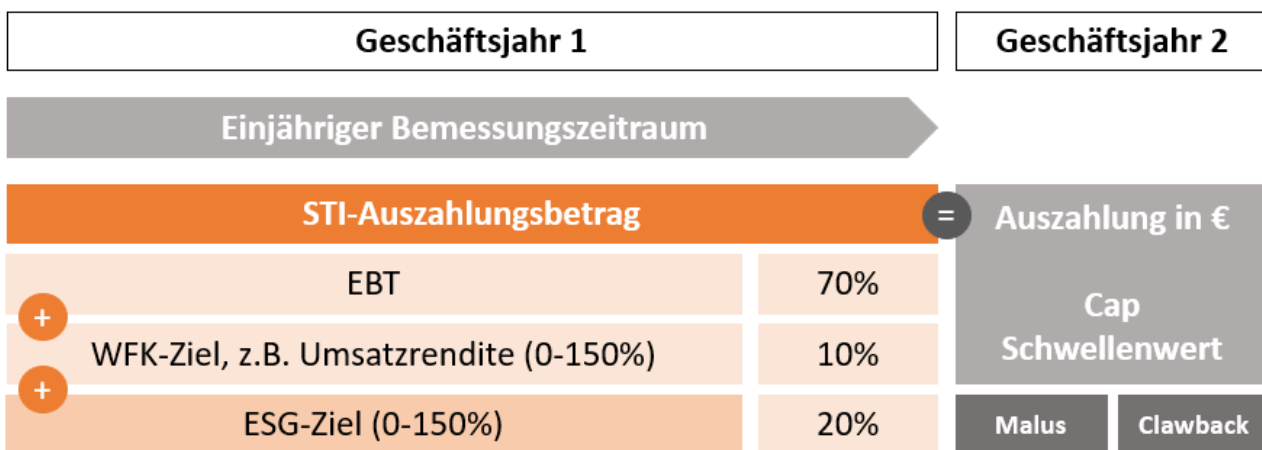 Geschäftsjahr 1
Geschäftsjahr 2
Einjähriger Bemessungszeitraum
STI-Auszahlungsbetrag
=
Auszahlung in €
EBT
70%
+
Cap
WFK-Ziel, z.B. Umsatzrendite (0-150%)
10%
Schwellenwert
+
ESG-Ziel (0-150%)
20%
Malus
Clawback